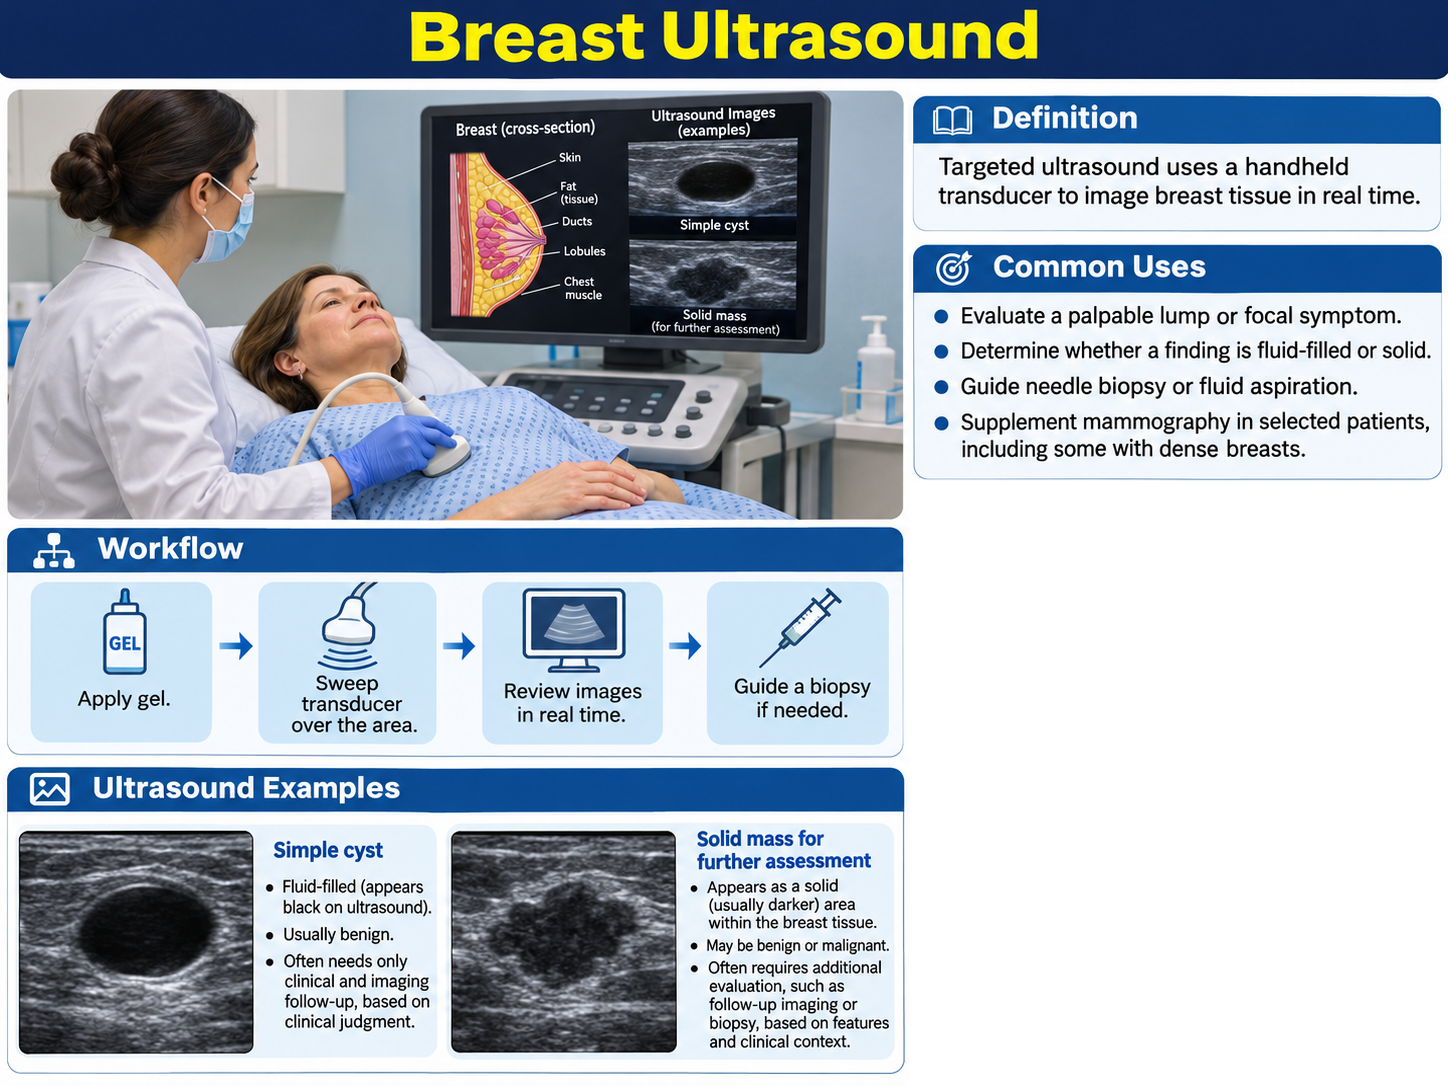 Breast Ultrasound
Breast (cross-section)
Skin
Fat
(tissue)
Ducts
Lobules
Chest
muscle
Ultrasound Images
(examples)
Simple cyst
Solid mass
(for further assessment)
Definition
Targeted ultrasound uses a handheld
transducer to image breast tissue in real time.
Common Uses
Evaluate a palpable lump or focal symptom.
Determine whether a finding is fluid-filled or solid.
Guide needle biopsy or fluid aspiration.
Supplement mammography in selected patients,
including some with dense breasts.
Workflow
GEL
Apply gel.
Sweep
transducer
over the area.
Review images
in real time.
Guide a biopsy
if needed.
Ultrasound Examples
Simple cyst
• Fluid-filled (appears
black on ultrasound).
• Usually benign.
• Often needs only
clinical and imaging
follow-up, based on
clinical judgment.
Solid mass for
further assessment
• Appears as a solid
(usually darker) area
within the breast tissue.
• May be benign or malignant.
• Often requires additional
evaluation, such as
follow-up imaging or
biopsy, based on features
and clinical context.